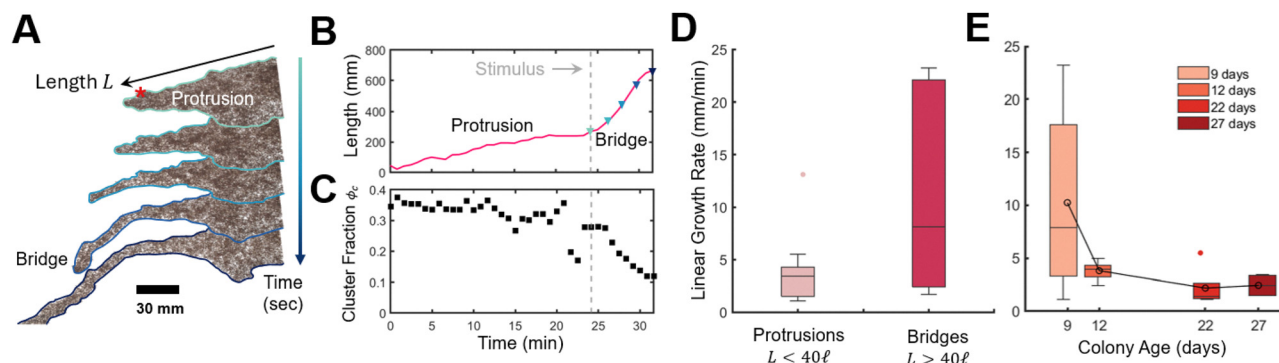 A
Length L
*
Protrusion
Bridge
30 mm
Time
(sec)
B
Length (mm)
800
600
400
200
0
Stimulus →
Protrusion
Bridge
C
Cluster Fraction ϕc
0.4
0.3
0.2
0.1
0
0 5 10 15 20 25 30
Time (min)
D
Linear Growth Rate (mm/min)
25
20
15
10
5
0
Protrusions
L < 40ℓ
Bridges
L > 40ℓ
E
25
20
15
10
5
0
9 days
12 days
22 days
27 days
9 12 22 27
Colony Age (days)